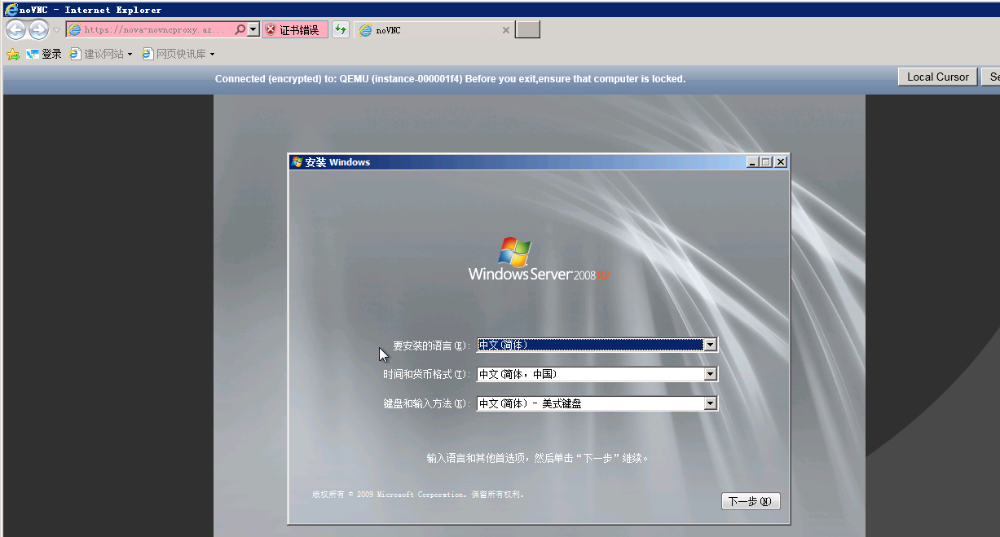 noVNC - Internet Explorer
https://nova-novncproxy.az... 证书错误 noVNC
登录 建议网站 网页快讯库
Connected (encrypted) to: QEMU (instance-000001f4) Before you exit,ensure that computer is locked.
Local Cursor
Se
安装 Windows
Windows Server 2008 R2
要安装的语言(E): 中文(简体)
时间和货币格式(T): 中文(简体，中国)
键盘和输入方法(K): 中文(简体) - 美式键盘
输入语言和其他首选项，然后单击“下一步”继续。
版权所有 © 2009 Microsoft Corporation。保留所有权利。
下一步(N)